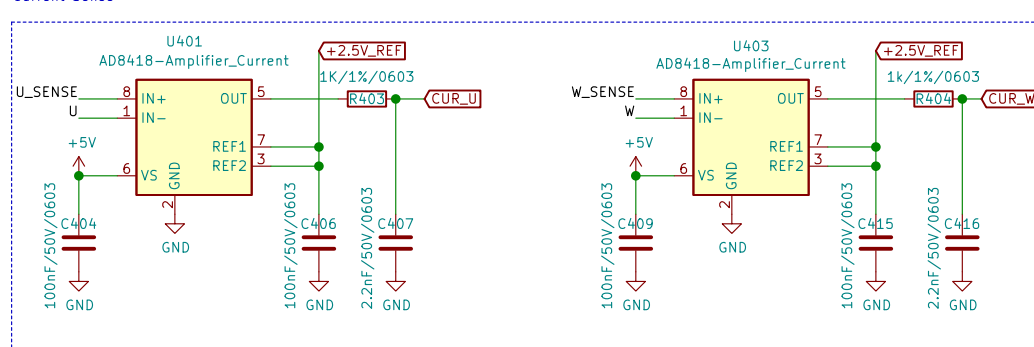 U401
AD8418-Amplifier_Current
+2.5V_REF
1K/1%/0603
U_SENSE
8
IN+
OUT
5
R403
CUR_U
U
1
IN-
+5V
REF1
7
REF2
3
6
VS
GND
2
GND
100nF/50V/0603
C404
GND
100nF/50V/0603
C406
GND
2.2nF/50V/0603
C407
GND
U403
AD8418-Amplifier_Current
+2.5V_REF
1k/1%/0603
W_SENSE
8
IN+
OUT
5
R404
CUR_W
W
1
IN-
+5V
REF1
7
REF2
3
6
VS
GND
2
GND
100nF/50V/0603
C409
GND
100nF/50V/0603
C415
GND
2.2nF/50V/0603
C416
GND